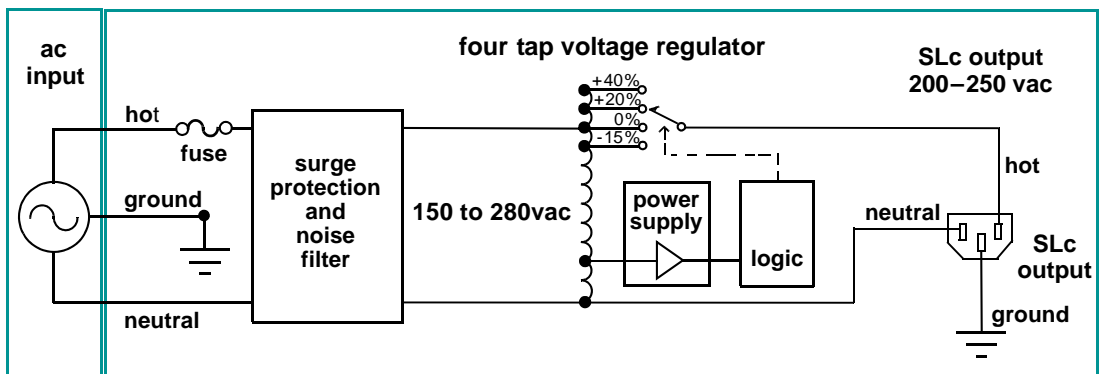 ac
input
four tap voltage regulator
SLc output
200–250 vac
+40%
+20%
0%
-15%
hot
fuse
surge
protection
and
noise
filter
ground
150 to 280vac
power
supply
logic
neutral
hot
SLc
output
neutral
ground